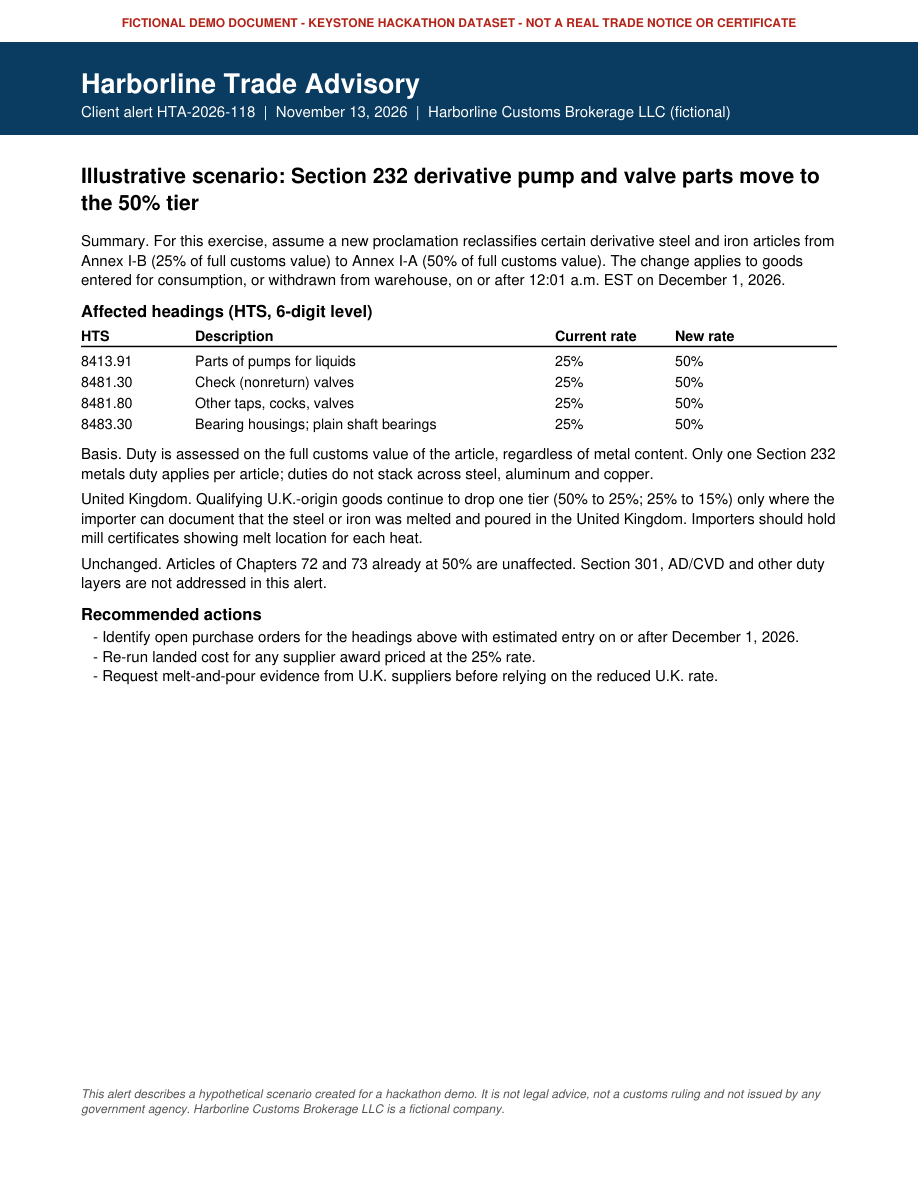 FICTIONAL DEMO DOCUMENT - KEYSTONE HACKATHON DATASET - NOT A REAL TRADE NOTICE OR CERTIFICATE
Harborline Trade Advisory
Client alert HTA-2026-118 | November 13, 2026 | Harborline Customs Brokerage LLC (fictional)
Illustrative scenario: Section 232 derivative pump and valve parts move to
the 50% tier
Summary. For this exercise, assume a new proclamation reclassifies certain derivative steel and iron articles from
Annex I-B (25% of full customs value) to Annex I-A (50% of full customs value). The change applies to goods
entered for consumption, or withdrawn from warehouse, on or after 12:01 a.m. EST on December 1, 2026.
Affected headings (HTS, 6-digit level)
HTS Description Current rate New rate
8413.91 Parts of pumps for liquids 25% 50%
8481.30 Check (nonreturn) valves 25% 50%
8481.80 Other taps, cocks, valves 25% 50%
8483.30 Bearing housings; plain shaft bearings 25% 50%
Basis. Duty is assessed on the full customs value of the article, regardless of metal content. Only one Section 232
metals duty applies per article; duties do not stack across steel, aluminum and copper.
United Kingdom. Qualifying U.K.-origin goods continue to drop one tier (50% to 25%; 25% to 15%) only where the
importer can document that the steel or iron was melted and poured in the United Kingdom. Importers should hold
mill certificates showing melt location for each heat.
Unchanged. Articles of Chapters 72 and 73 already at 50% are unaffected. Section 301, AD/CVD and other duty
layers are not addressed in this alert.
Recommended actions
- Identify open purchase orders for the headings above with estimated entry on or after December 1, 2026.
- Re-run landed cost for any supplier award priced at the 25% rate.
- Request melt-and-pour evidence from U.K. suppliers before relying on the reduced U.K. rate.
This alert describes a hypothetical scenario created for a hackathon demo. It is not legal advice, not a customs ruling and not issued by any
government agency. Harborline Customs Brokerage LLC is a fictional company.